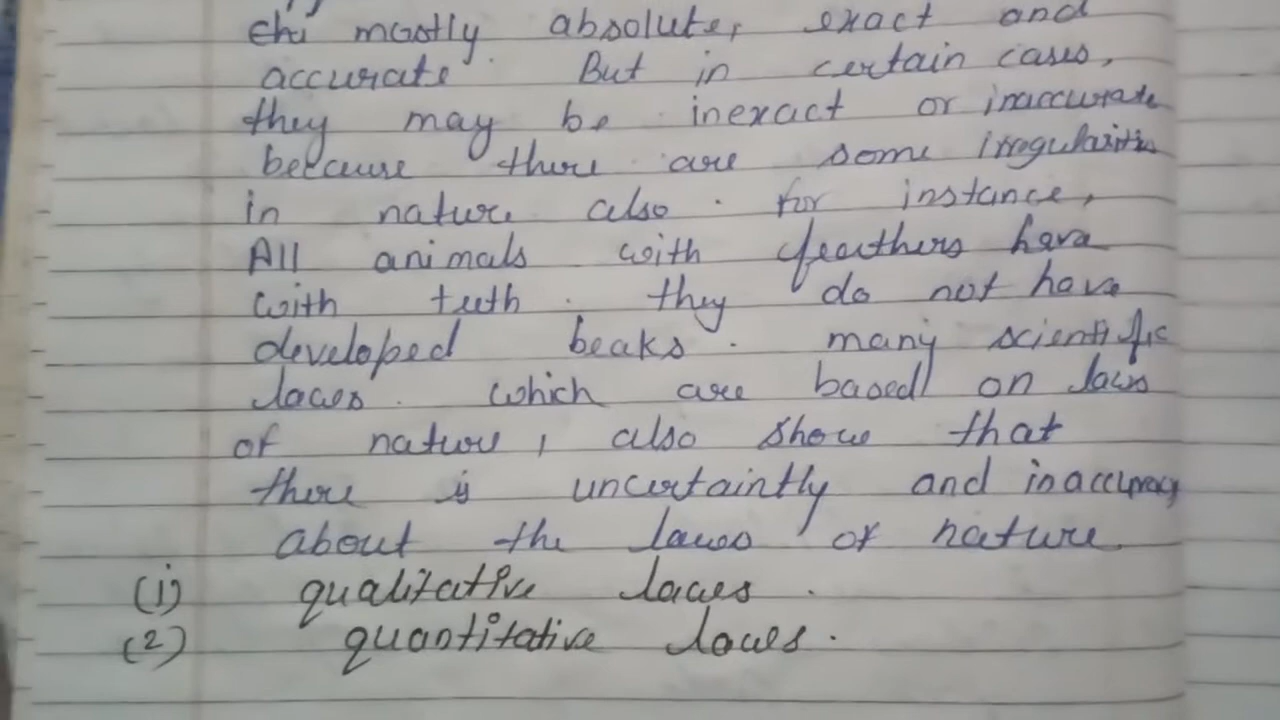 mostly absolute, exact and
accurate. But in certain cases,
they may be inexact or inaccurate
because there are some irregularities
in nature also. for instance,
All animals with feathers have
with teeth. they do not have
developed beaks. many scientific
laws. which are based on laws
of nature, also show that
there is uncertaintly and inaccuracy
about the laws of nature
(i) qualitative laws.
(2) quantitative laws.